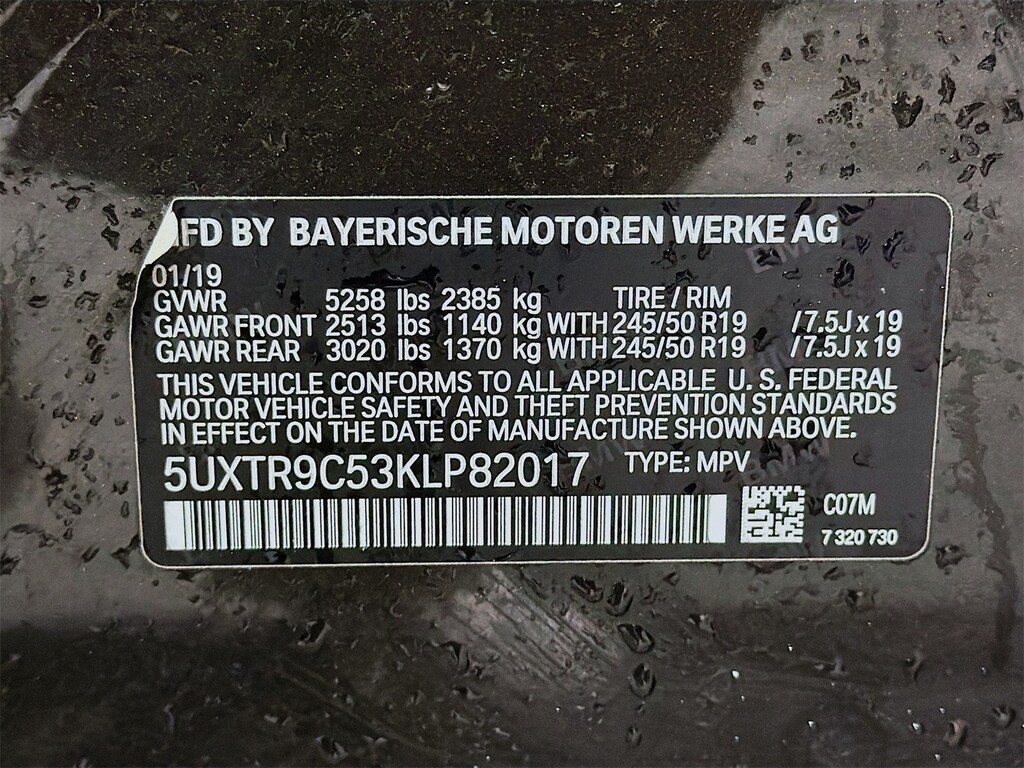 MFD BY BAYERISCHE MOTOREN WERKE AG
01/19
GVWR 5258 lbs 2385 kg TIRE / RIM
GAWR FRONT 2513 lbs 1140 kg WITH 245/50 R19 / 7.5J x 19
GAWR REAR 3020 lbs 1370 kg WITH 245/50 R19 / 7.5J x 19
THIS VEHICLE CONFORMS TO ALL APPLICABLE U. S. FEDERAL
MOTOR VEHICLE SAFETY AND THEFT PREVENTION STANDARDS
IN EFFECT ON THE DATE OF MANUFACTURE SHOWN ABOVE.
5UXTR9C53KLP82017 TYPE: MPV
C07M
7 320 730